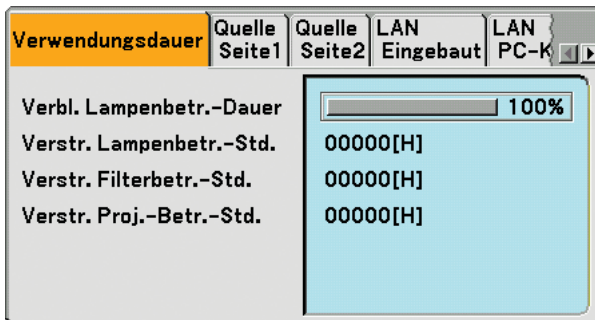 Verwendungsdauer
Quelle
Seite1
Quelle
Seite2
LAN
Eingebaut
LAN
PC-K
Verbl. Lampenbetr.-Dauer 100%
Verstr. Lampenbetr.-Std. 00000[H]
Verstr. Filterbetr.-Std. 00000[H]
Verstr. Proj.-Betr.-Std. 00000[H]